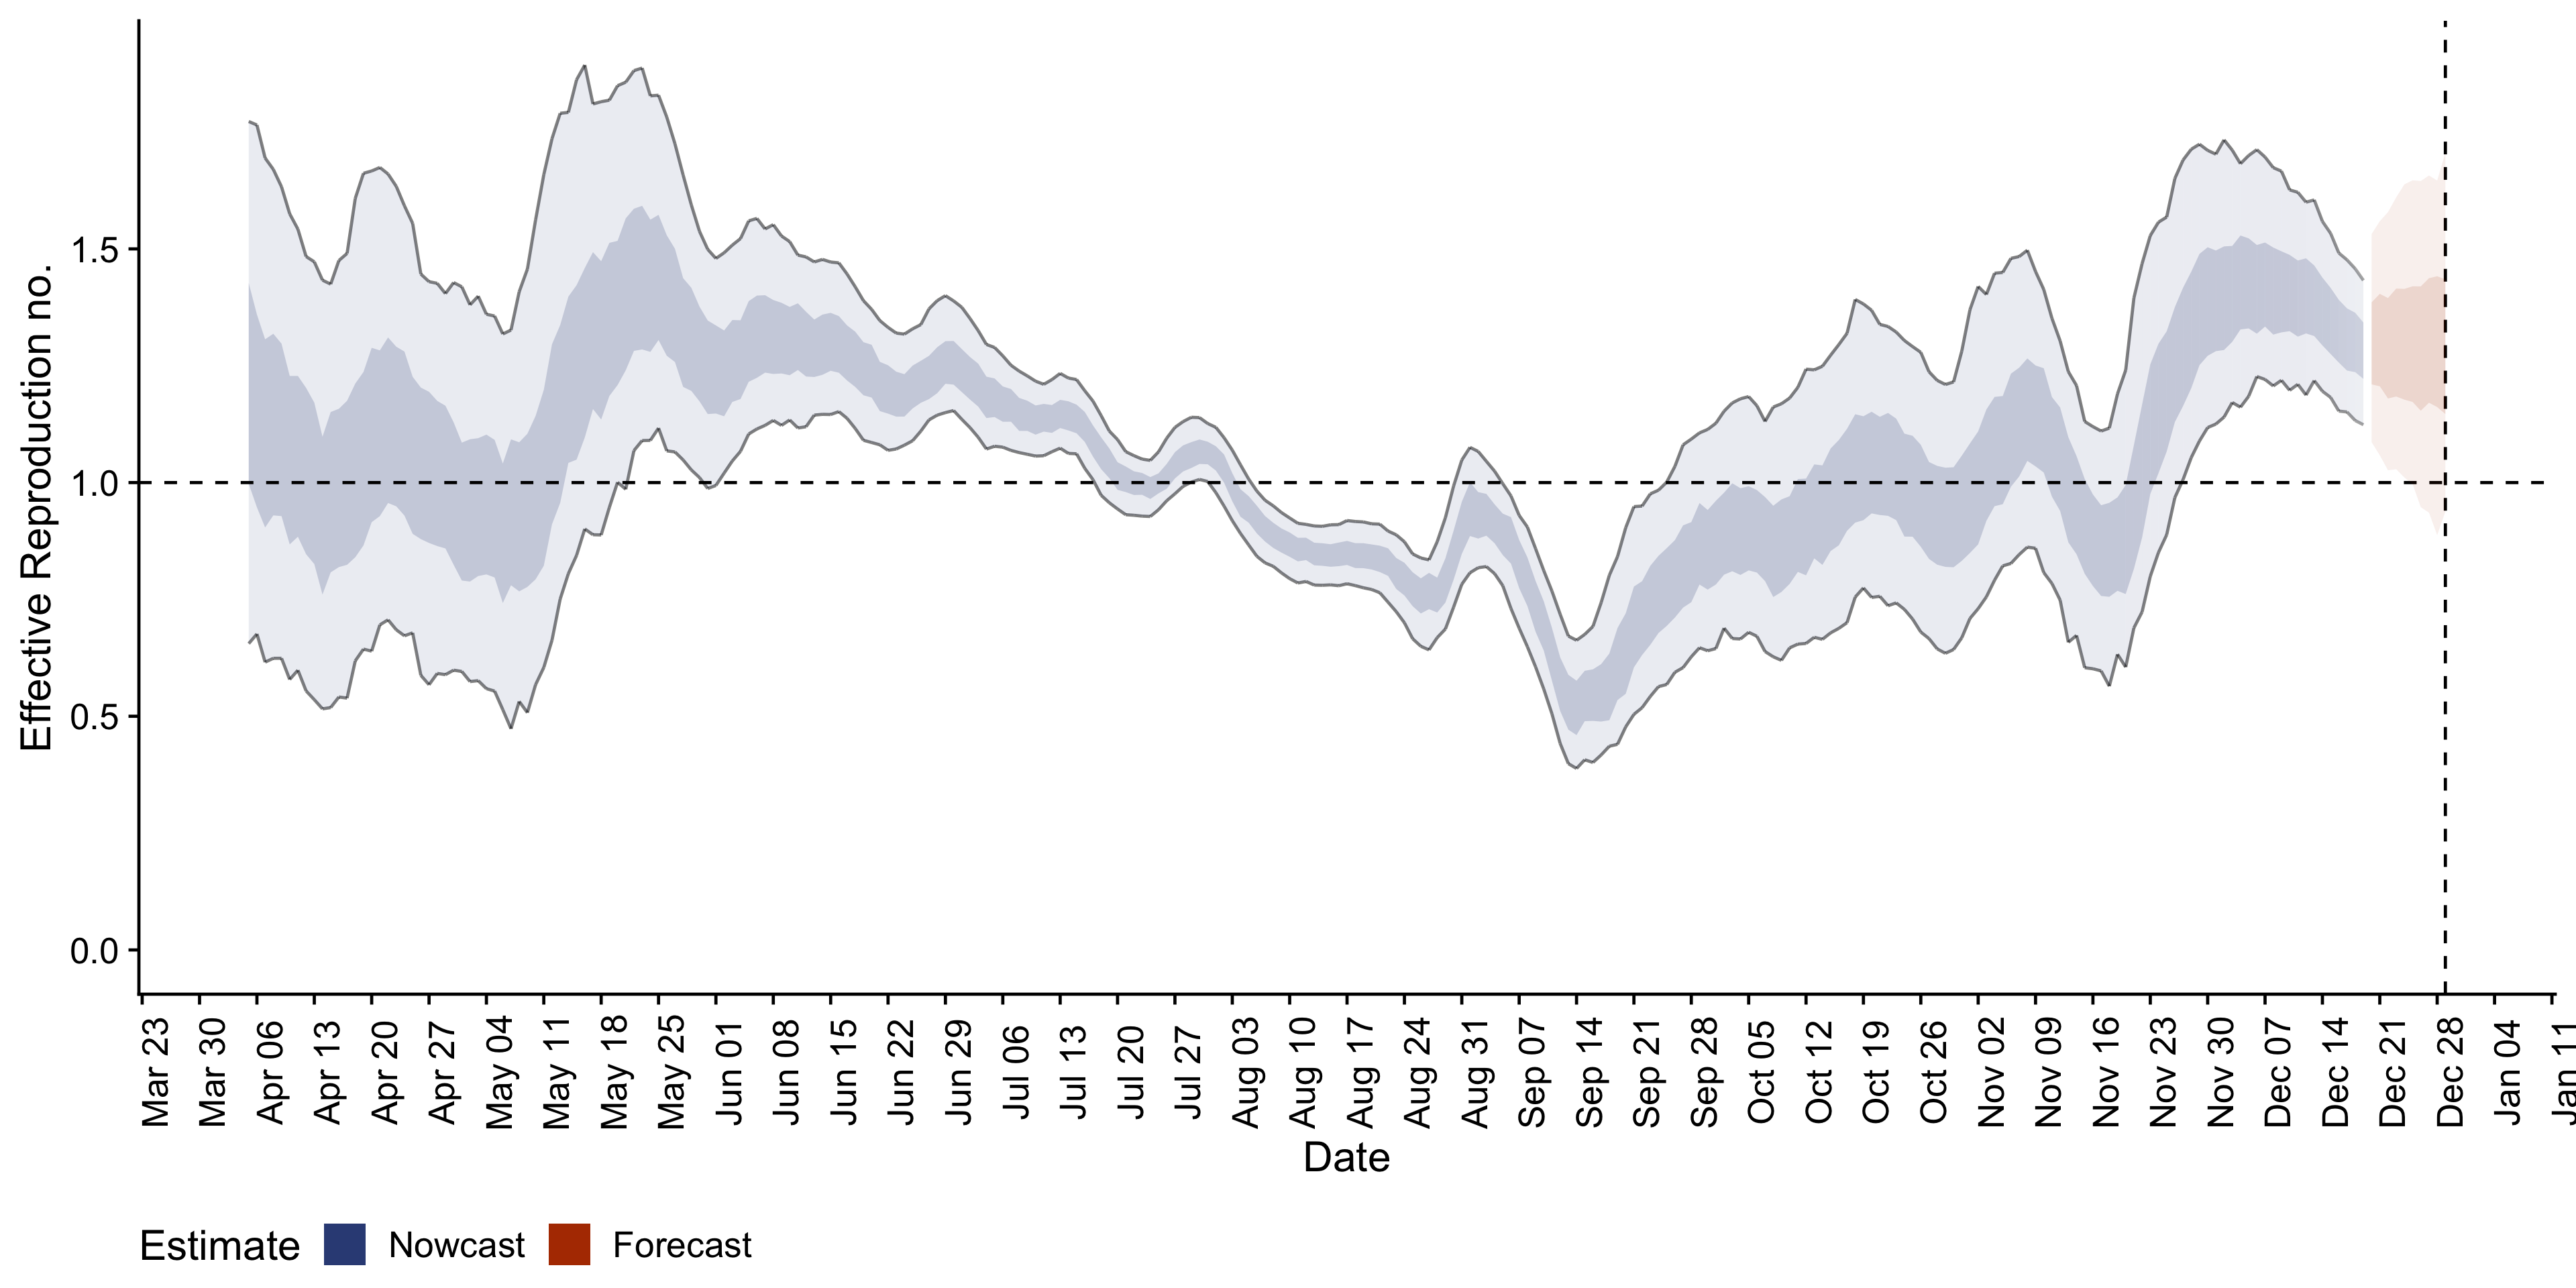 Effective Reproduction no.
1.5
1.0
0.5
0.0
Mar 23
Mar 30
Apr 06
Apr 13
Apr 20
Apr 27
May 04
May 11
May 18
May 25
Jun 01
Jun 08
Jun 15
Jun 22
Jun 29
Jul 06
Jul 13
Jul 20
Jul 27
Aug 03
Aug 10
Aug 17
Aug 24
Aug 31
Sep 07
Sep 14
Sep 21
Sep 28
Oct 05
Oct 12
Oct 19
Oct 26
Nov 02
Nov 09
Nov 16
Nov 23
Nov 30
Dec 07
Dec 14
Dec 21
Dec 28
Jan 04
Jan 11
Date
Estimate Nowcast Forecast